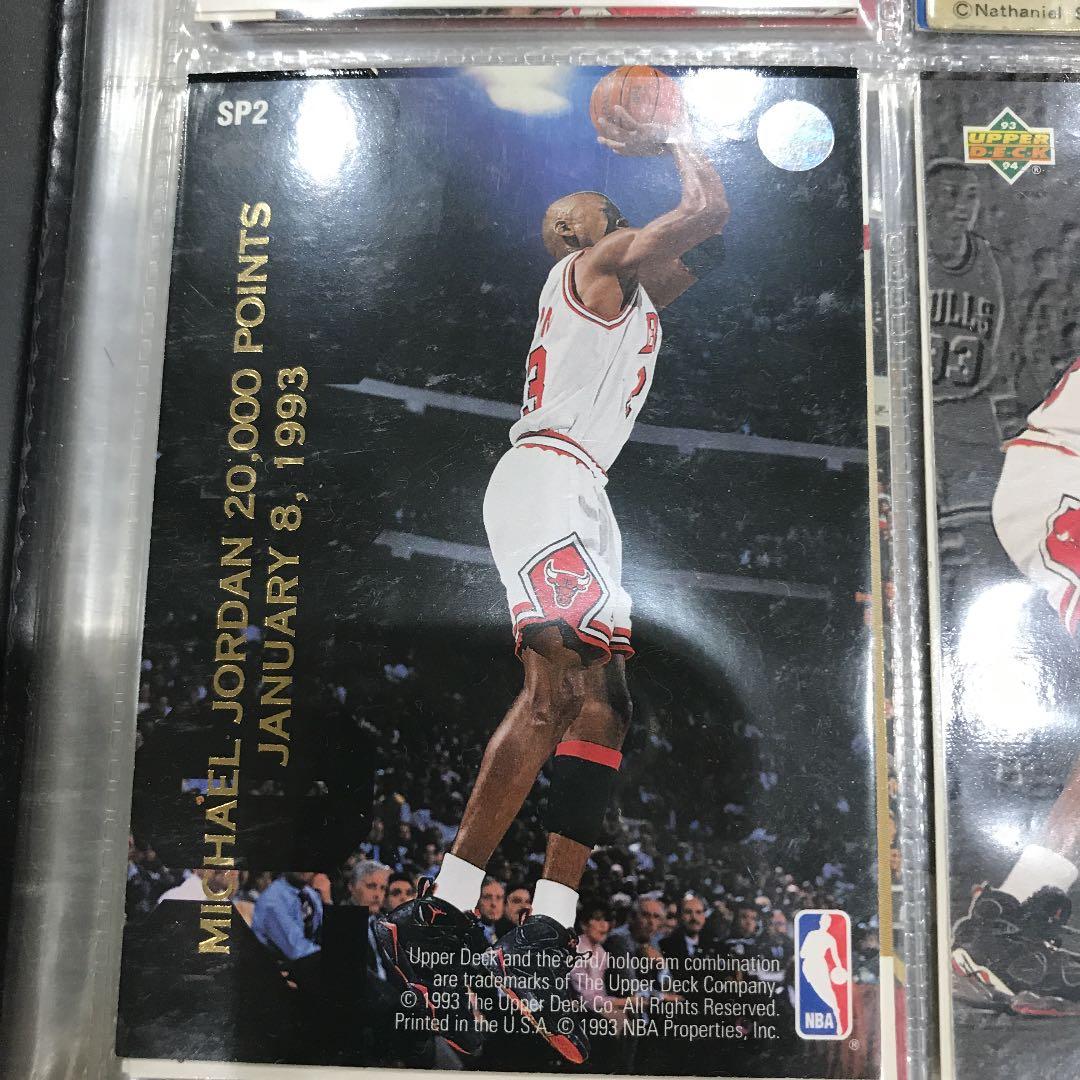 ©Nathaniel S
SP2
MICHAEL JORDAN 20,000 POINTS
JANUARY 8, 1993
Upper Deck and the card/hologram combination
are trademarks of The Upper Deck Company.
© 1993 The Upper Deck Co. All Rights Reserved.
Printed in the U.S.A. © 1993 NBA Properties, Inc.
NBA
®
93
UPPER
DECK
94
®
ULLS
33